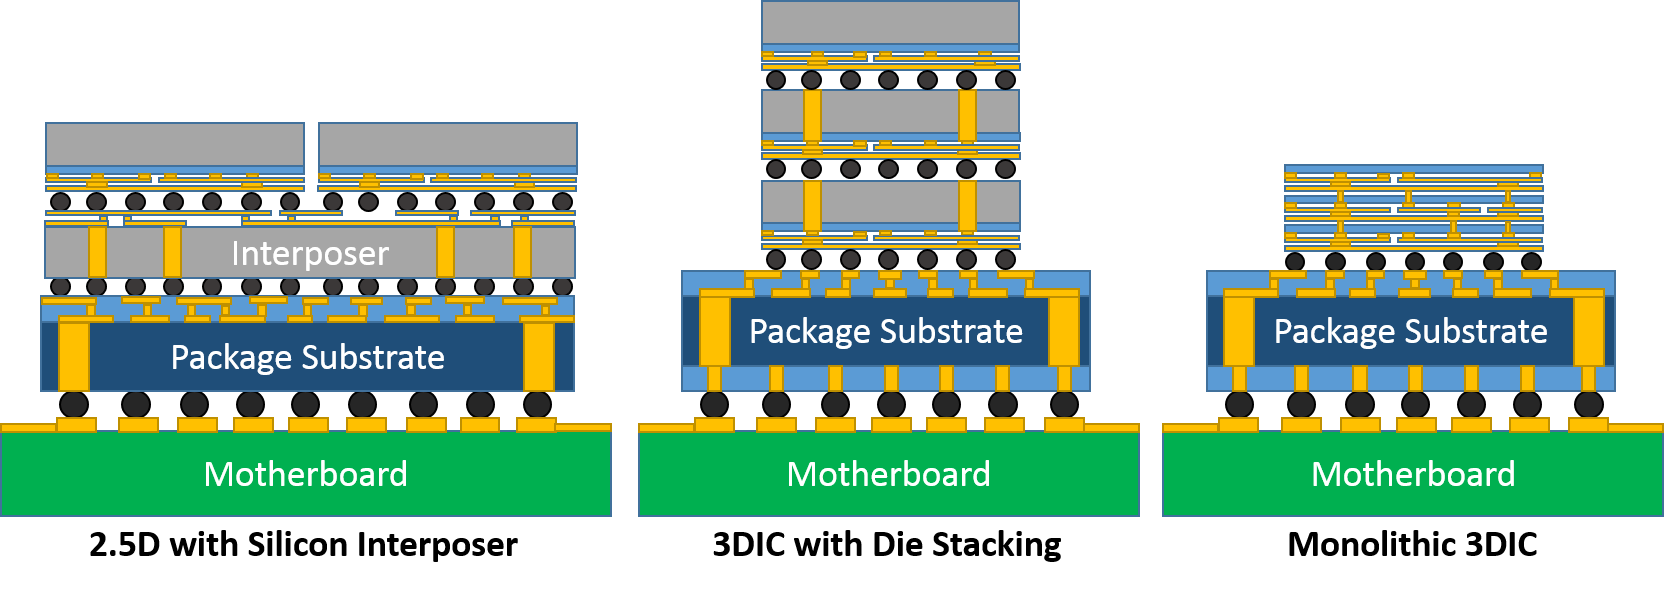 Interposer
Package Substrate
Motherboard
2.5D with Silicon Interposer
Package Substrate
Motherboard
3DIC with Die Stacking
Package Substrate
Motherboard
Monolithic 3DIC